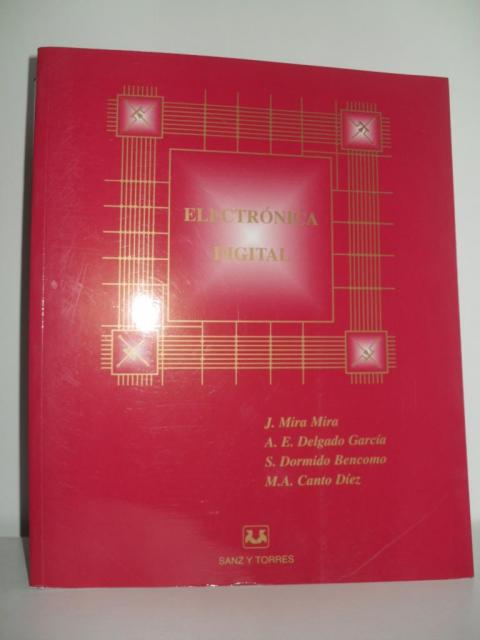 ELECTRÓNICA
DIGITAL
J. Mira Mira
A. E. Delgado García
S. Dormido Bencomo
M.A. Canto Díez
SANZ Y TORRES